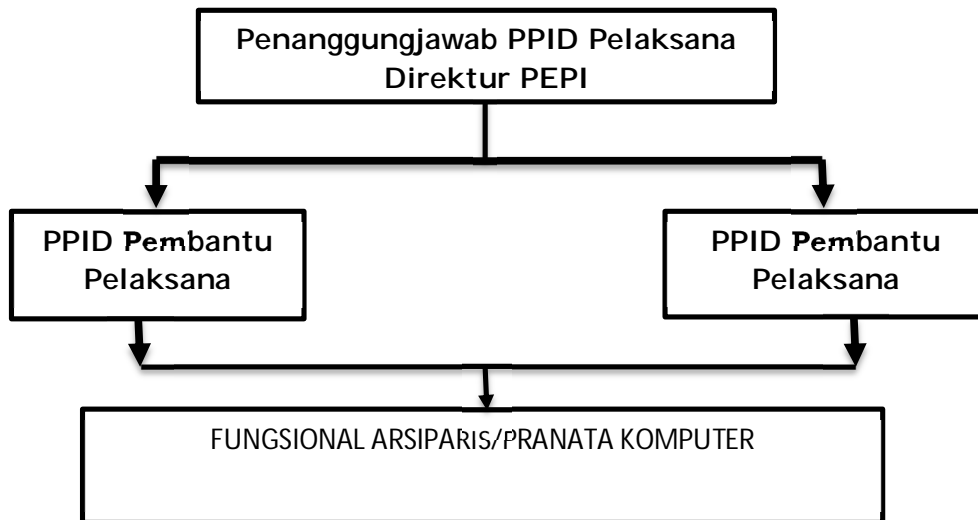 Penanggungjawab PPID Pelaksana
Direktur PEPI
PPID Pembantu
Pelaksana
PPID Pembantu
Pelaksana
FUNGSIONAL ARSIPARIS/PRANATA KOMPUTER